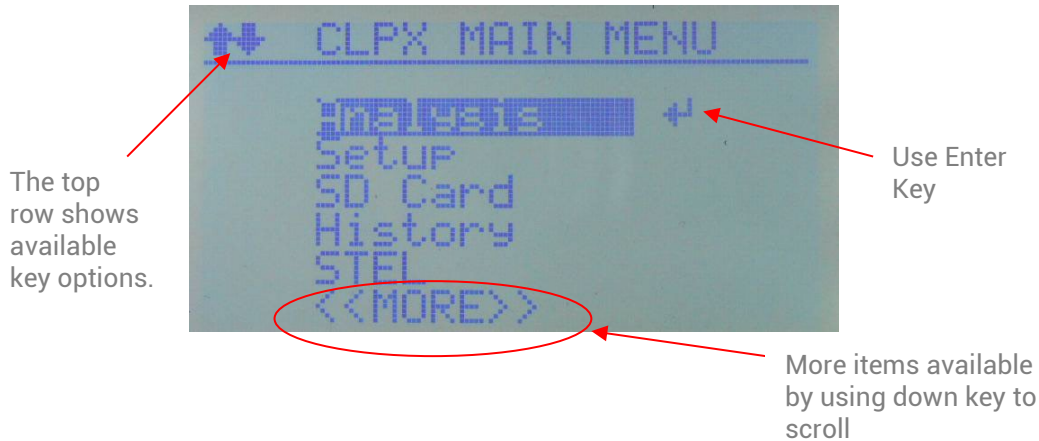 CLPX MAIN MENU
Analysis
Setup
SD Card
History
STEL
<<MORE>>
The top
row shows
available
key options.
Use Enter
Key
More items available
by using down key to
scroll